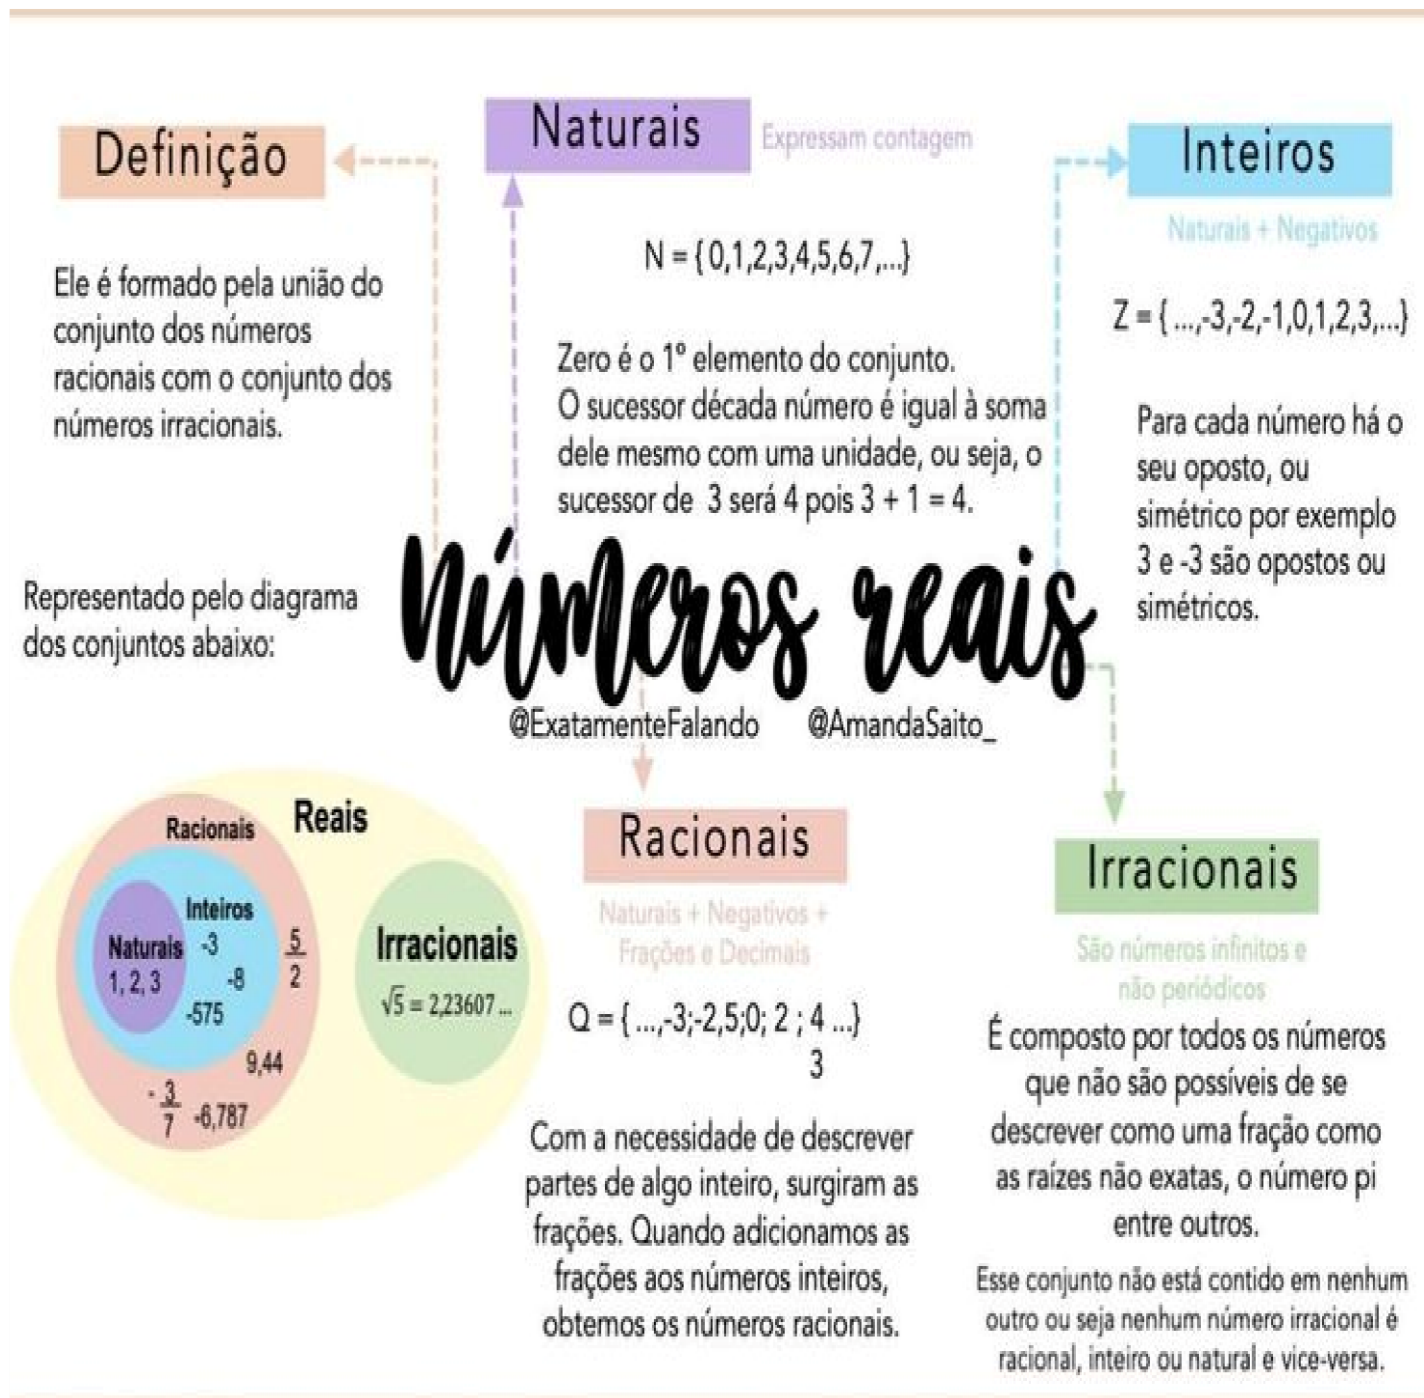 Definição
Ele é formado pela união do
conjunto dos números
racionais com o conjunto dos
números irracionais.
Representado pelo diagrama
dos conjuntos abaixo:
Naturais
Expressam contagem
N = { 0,1,2,3,4,5,6,7,...}
Zero é o 1º elemento do conjunto.
O sucessor década número é igual à soma
dele mesmo com uma unidade, ou seja, o
sucessor de 3 será 4 pois 3 + 1 = 4.
Inteiros
Naturais + Negativos
Z = { ...,-3,-2,-1,0,1,2,3,...}
Para cada número há o
seu oposto, ou
simétrico por exemplo
3 e -3 são opostos ou
simétricos.
números reais
@ExatamenteFalando @AmandaSaito_
Reais
Racionais
Inteiros
Naturais
1, 2, 3
-3
-8
-575
5
2
9,44
- 3
7
-6,787
Irracionais
√5 = 2,23607 ...
Racionais
Naturais + Negativos +
Frações e Decimais
Q = { ...,-3;-2,5;0; 2 ; 4 ...}
3
Com a necessidade de descrever
partes de algo inteiro, surgiram as
frações. Quando adicionamos as
frações aos números inteiros,
obtemos os números racionais.
Irracionais
São números infinitos e
não periódicos
É composto por todos os números
que não são possíveis de se
descrever como uma fração como
as raízes não exatas, o número pi
entre outros.
Esse conjunto não está contido em nenhum
outro ou seja nenhum número irracional é
racional, inteiro ou natural e vice-versa.